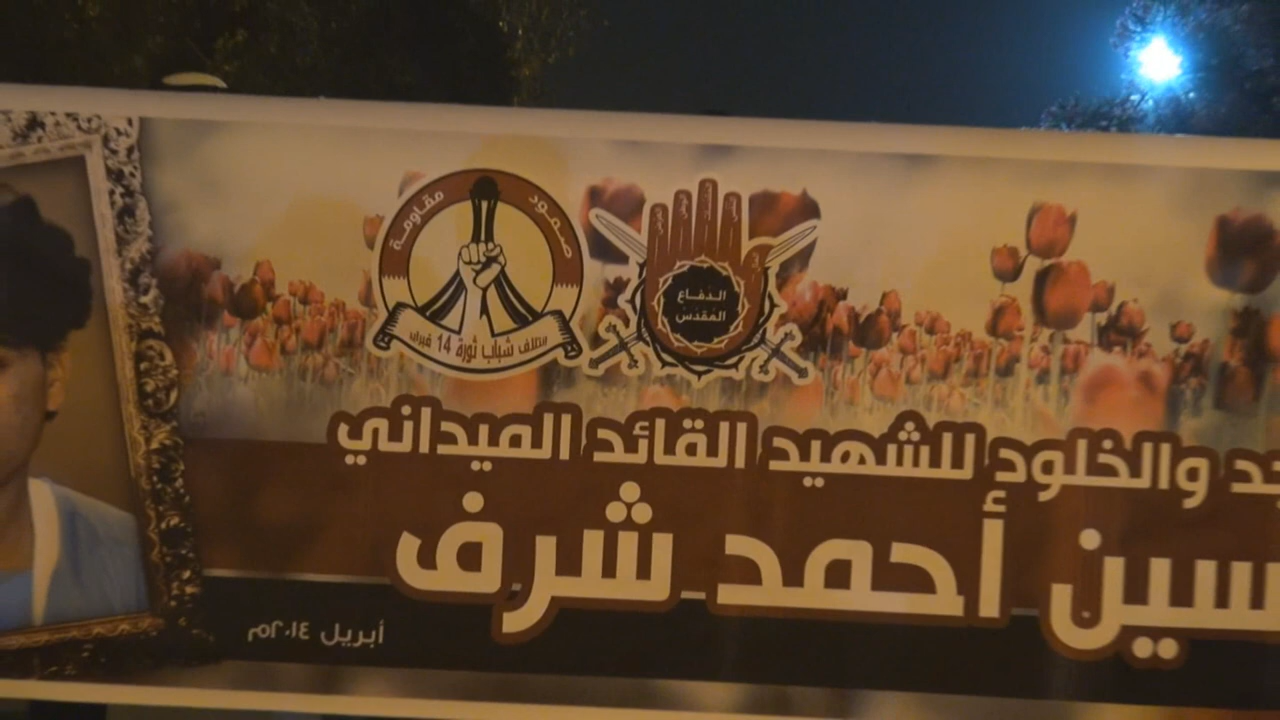 صمود
مقاومة
ائتلاف شباب ثورة 14 فبراير
الدفاع
المقدس
جد والخلود للشهيد القائد الميداني
سين أحمد شرف
أبريل ٢٠١٤م